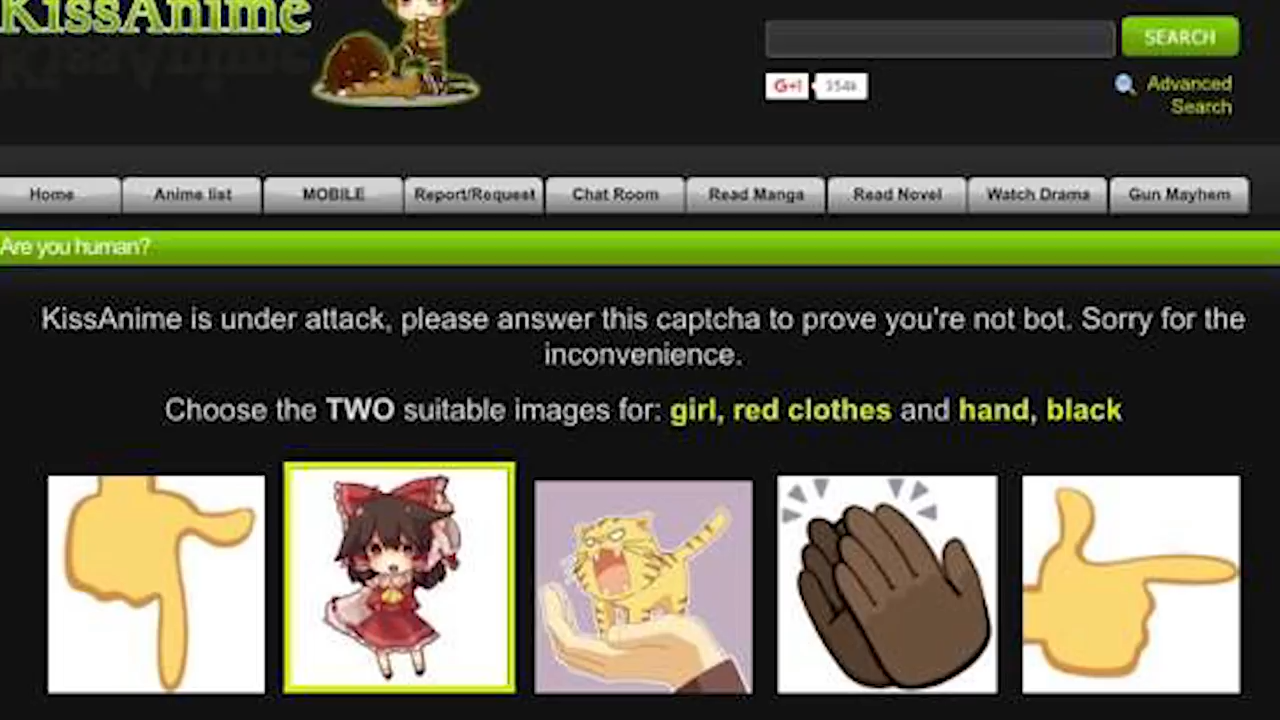 KissAnime
SEARCH
G+1 354k
Advanced
Search
Home Anime list MOBILE Report/Request Chat Room Read Manga Read Novel Watch Drama Gun Mayhem
Are you human?
KissAnime is under attack, please answer this captcha to prove you're not bot. Sorry for the
inconvenience.
Choose the TWO suitable images for: girl, red clothes and hand, black